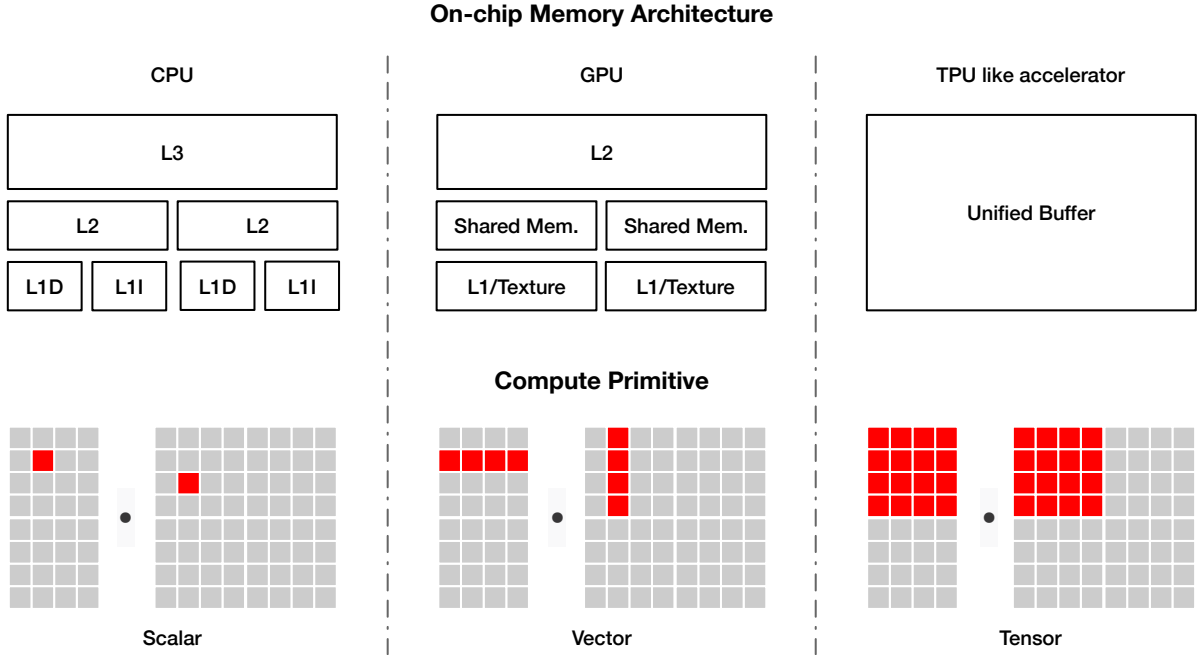 On-chip Memory Architecture
CPU
GPU
TPU like accelerator
L3
L2
Unified Buffer
L2
L2
Shared Mem.
Shared Mem.
L1D
L1I
L1D
L1I
L1/Texture
L1/Texture
Compute Primitive
Scalar
Vector
Tensor